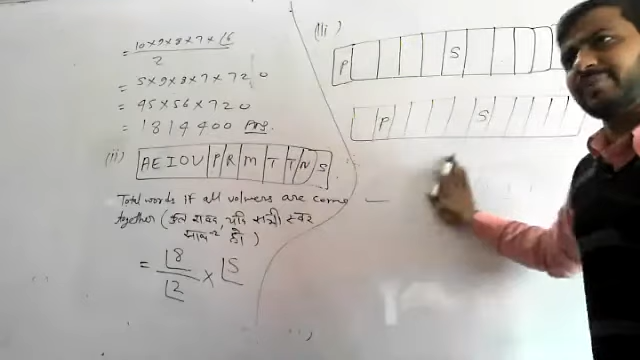 = 10×9×8×7×⌊6 / 2
= 5×9×8×7×720
= 45×56×720
= 1814400 Ans.
(ii) AEIOU P R M T T N S
Total words if all volwers are come
together (कुल शब्द, यदि सभी स्वर
साथ हो)
= ⌊8 / ⌊2 × ⌊5
(iii)
P S
P S